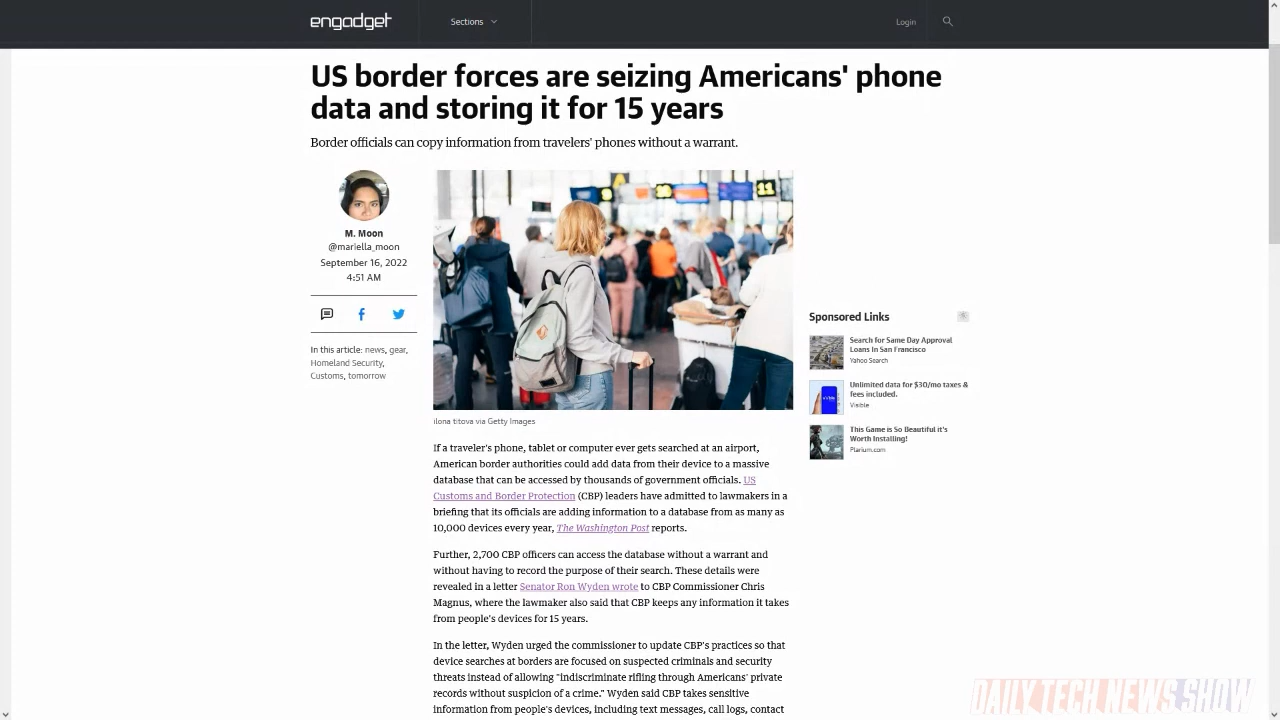 engadget
Sections
Login
US border forces are seizing Americans' phone
data and storing it for 15 years
Border officials can copy information from travelers' phones without a warrant.
M. Moon
@mariella_moon
September 16, 2022
4:51 AM
In this article: news, gear,
Homeland Security,
Customs, tomorrow
11
ilona titova via Getty Images
If a traveler's phone, tablet or computer ever gets searched at an airport,
American border authorities could add data from their device to a massive
database that can be accessed by thousands of government officials. US
Customs and Border Protection (CBP) leaders have admitted to lawmakers in a
briefing that its officials are adding information to a database from as many as
10,000 devices every year, The Washington Post reports.
Further, 2,700 CBP officers can access the database without a warrant and
without having to record the purpose of their search. These details were
revealed in a letter Senator Ron Wyden wrote to CBP Commissioner Chris
Magnus, where the lawmaker also said that CBP keeps any information it takes
from people's devices for 15 years.
In the letter, Wyden urged the commissioner to update CBP's practices so that
device searches at borders are focused on suspected criminals and security
threats instead of allowing "indiscriminate rifling through Americans' private
records without suspicion of a crime." Wyden said CBP takes sensitive
information from people's devices, including text messages, call logs, contact
Sponsored Links
Search for Same Day Approval
Loans In San Francisco
Yahoo Search
Unlimited data for $30/mo taxes &
fees included.
Visible
This Game is So Beautiful it's
Worth Installing!
Plarium.com
DAILY TECH NEWS SHOW